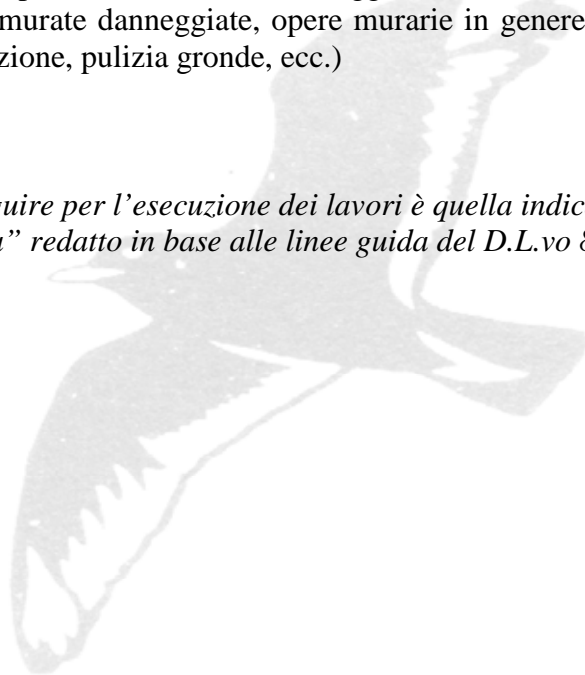 murate danneggiate, opere murarie in genere
zione, pulizia gronde, ecc.)
guire per l’esecuzione dei lavori è quella indic
” redatto in base alle linee guida del D.L.vo 8